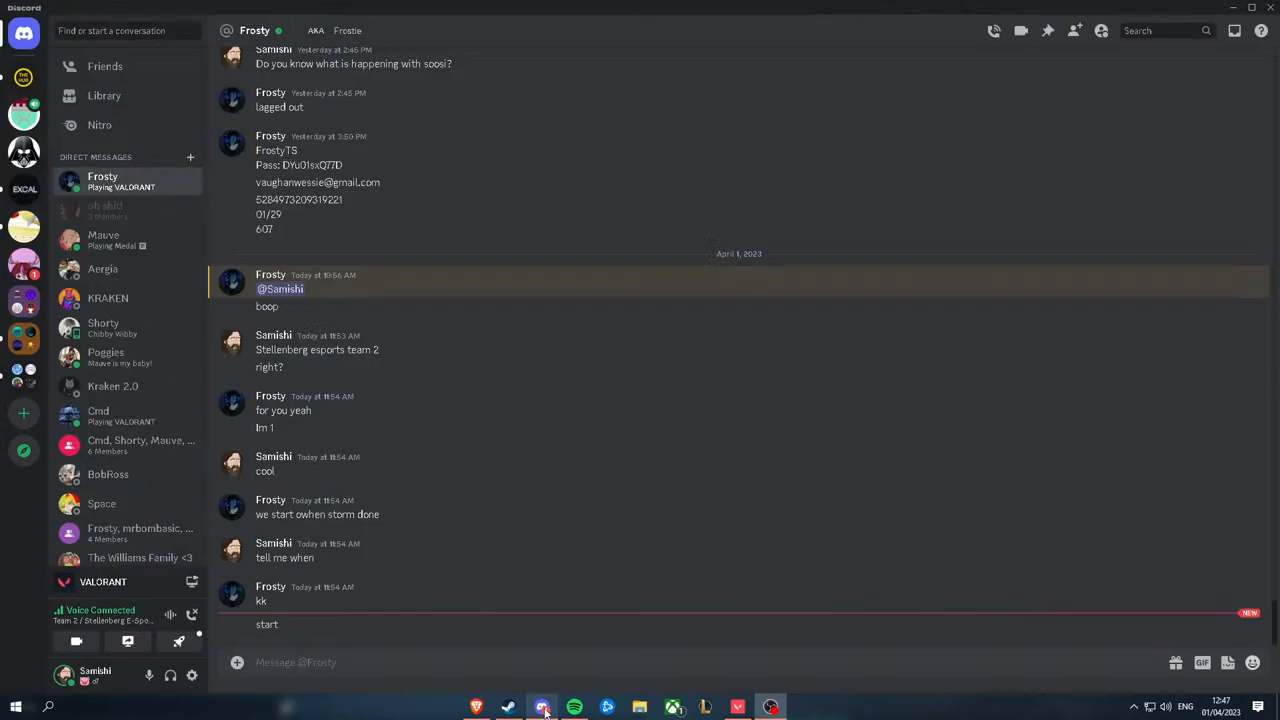 Discord
Find or start a conversation
Frosty
AKA Frostie
Search
Friends
Library
Nitro
DIRECT MESSAGES
Frosty
Playing VALORANT
oh shiti
3 Members
Mauve
Playing Medal
Aergia
KRAKEN
Shorty
Chibby Wibby
Poggies
Mauve is my baby!
Kraken 2.0
Cmd
Playing VALORANT
Cmd, Shorty, Mauve, ...
6 Members
BobRoss
Space
Frosty, mrbombasic, ...
4 Members
The Williams Family <3
VALORANT
Voice Connected
Team 2 / Stellenberg E-Spo...
Samishi
THE HUB
EXCAL
1
Samishi Yesterday at 2:45 PM
Do you know what is happening with soosi?
Frosty Yesterday at 2:45 PM
lagged out
Frosty Yesterday at 3:50 PM
FrostyTS
Pass: DYu01sxQ77D
vaughanwessie@gmail.com
5284973209319221
01/29
607
April 1, 2023
Frosty Today at 10:56 AM
@Samishi
boop
Samishi Today at 11:53 AM
Stellenberg esports team 2
right?
Frosty Today at 11:54 AM
for you yeah
Im 1
Samishi Today at 11:54 AM
cool
Frosty Today at 11:54 AM
we start owhen storm done
Samishi Today at 11:54 AM
tell me when
Frosty Today at 11:54 AM
kk
NEW
start
Message @Frosty
GIF
ENG
12:47
01/04/2023